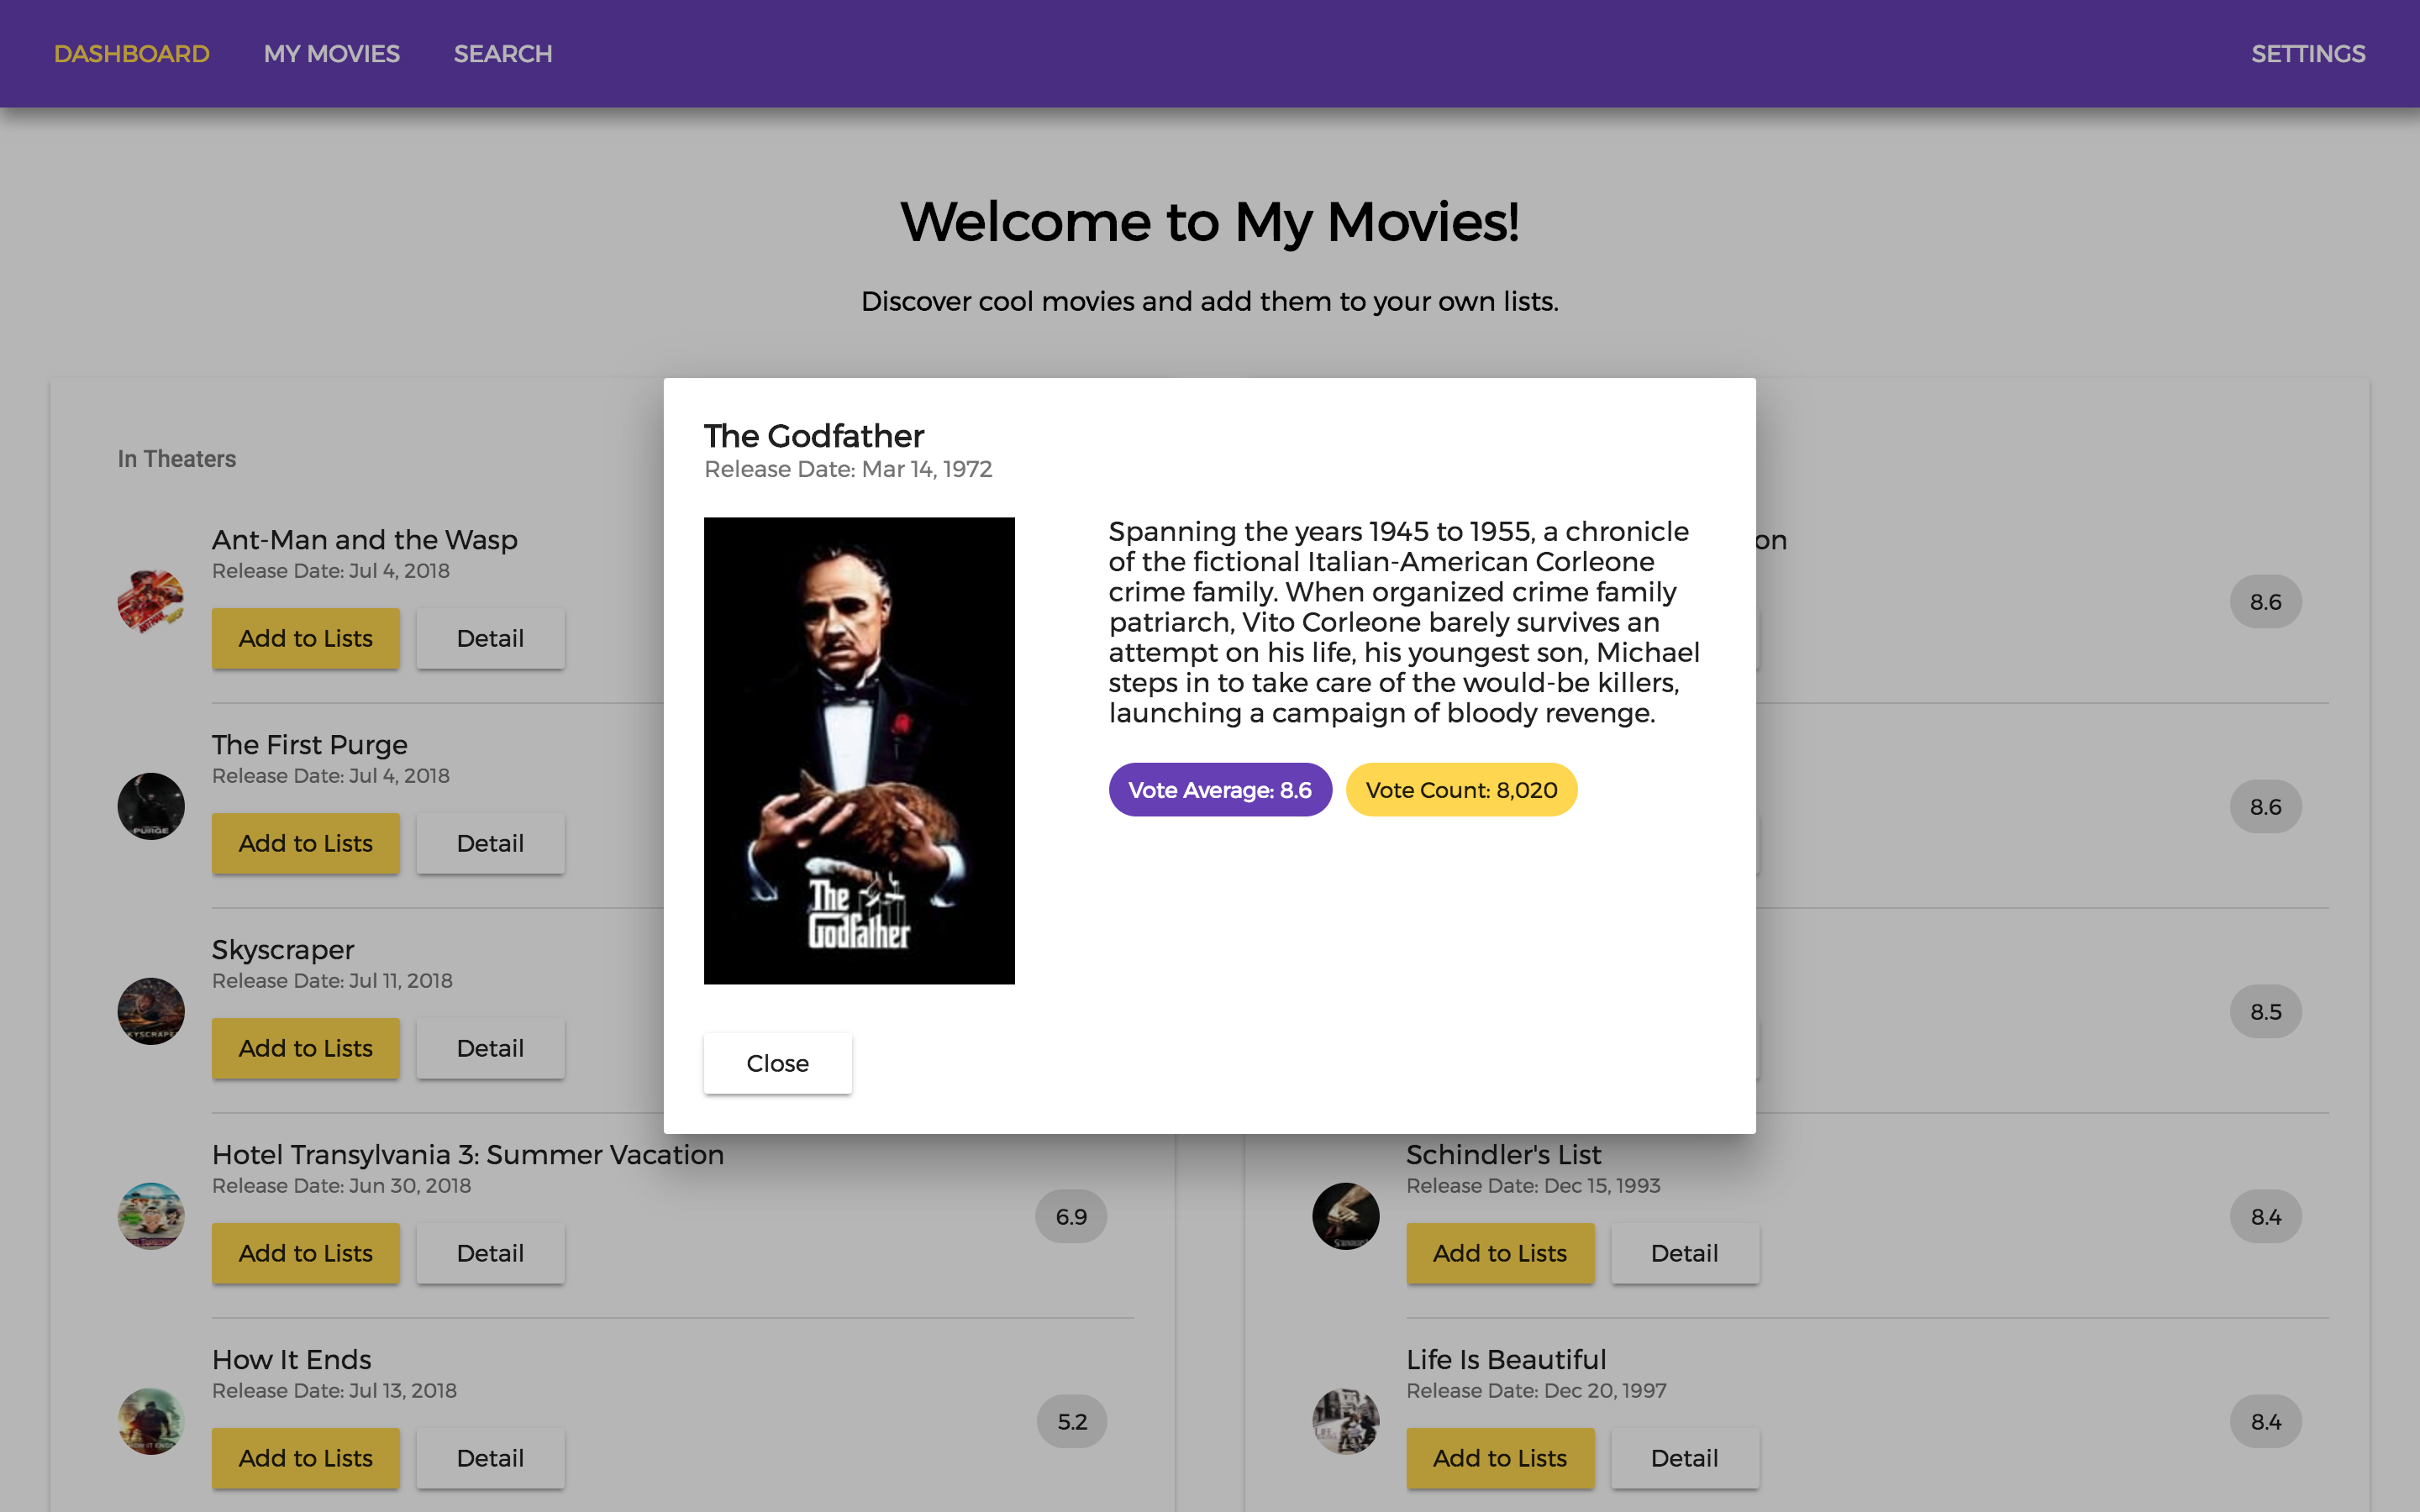 DASHBOARD
MY MOVIES
SEARCH
SETTINGS
Welcome to My Movies!
Discover cool movies and add them to your own lists.
In Theaters
Ant-Man and the Wasp
Release Date: Jul 4, 2018
Add to Lists
Detail
The First Purge
Release Date: Jul 4, 2018
PURGE
Add to Lists
Detail
Skyscraper
Release Date: Jul 11, 2018
Add to Lists
Detail
Hotel Transylvania 3: Summer Vacation
Release Date: Jun 30, 2018
Add to Lists
Detail
6.9
How It Ends
Release Date: Jul 13, 2018
Add to Lists
Detail
5.2
The Godfather
Release Date: Mar 14, 1972
The
Godfather
Spanning the years 1945 to 1955, a chronicle
of the fictional Italian-American Corleone
crime family. When organized crime family
patriarch, Vito Corleone barely survives an
attempt on his life, his youngest son, Michael
steps in to take care of the would-be killers,
launching a campaign of bloody revenge.
Vote Average: 8.6
Vote Count: 8,020
Close
on
8.6
8.6
8.5
Schindler's List
Release Date: Dec 15, 1993
Add to Lists
Detail
8.4
Life Is Beautiful
Release Date: Dec 20, 1997
Add to Lists
Detail
8.4